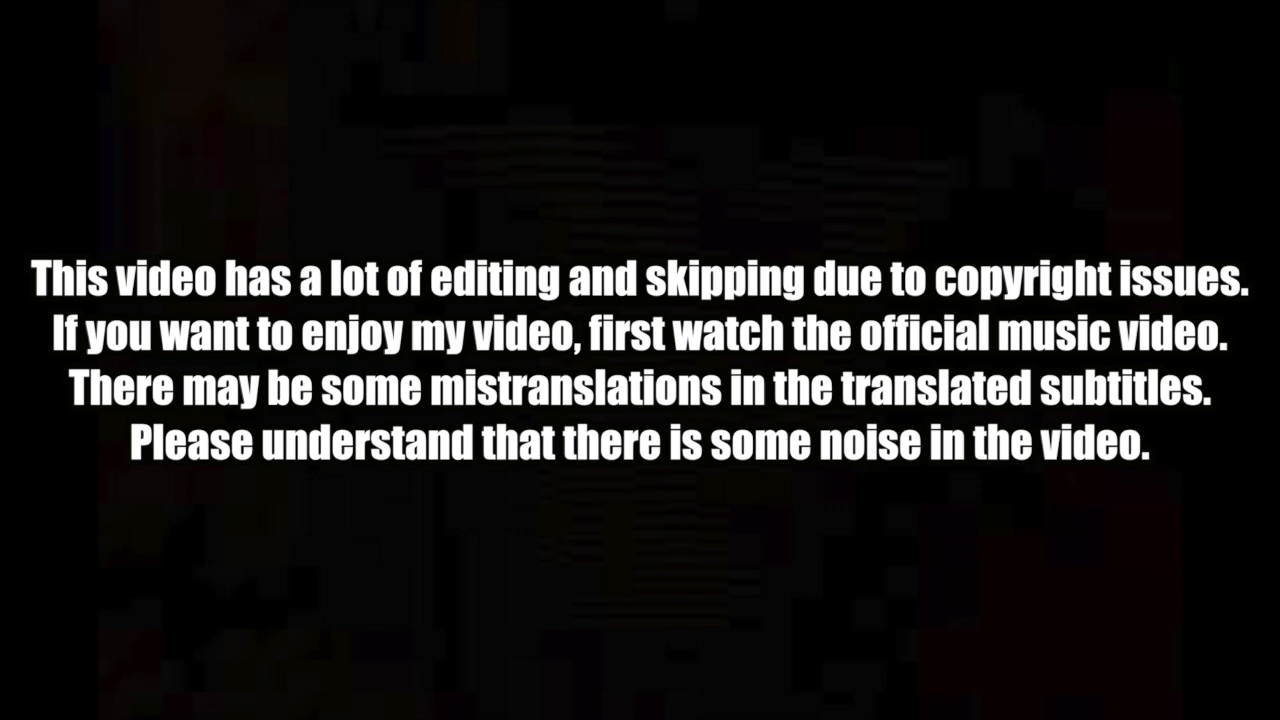 This video has a lot of editing and skipping due to copyright issues.
If you want to enjoy my video, first watch the official music video.
There may be some mistranslations in the translated subtitles.
Please understand that there is some noise in the video.